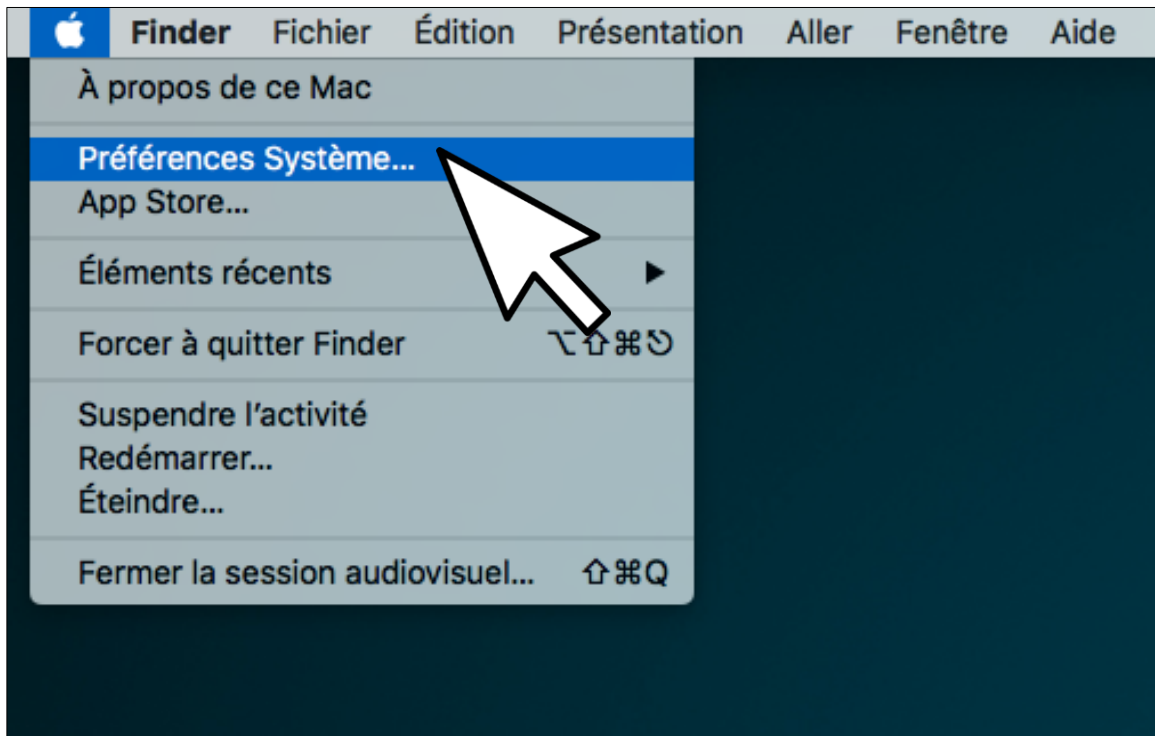 Finder Fichier Édition Présentation Aller Fenêtre Aide
À propos de ce Mac
Préférences Système...
App Store...
Éléments récents ▶
Forcer à quitter Finder ⌥⇧⌘⎋
Suspendre l’activité
Redémarrer...
Éteindre...
Fermer la session audiovisuel... ⇧⌘Q